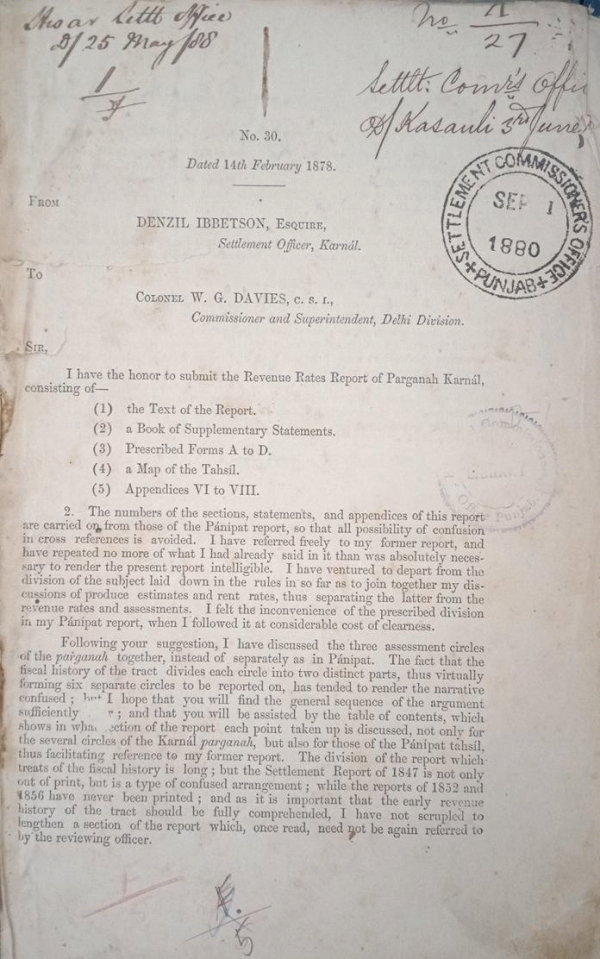 Settt Office
D/ 25 May /88
No
27
Settlt: Comr's
D/ Kasauli 3rd June
No. 30.
Dated 14th February 1878.
SETTLEMENT COMMISSIONER'S OFFICE
SEP 1
1880
PUNJAB
FROM
DENZIL IBBETSON, ESQUIRE,
Settlement Officer, Karnál.
To
COLONEL W. G. DAVIES, C. S. I.,
Commissioner and Superintendent, Delhi Division.
SIR,
I have the honor to submit the Revenue Rates Report of Parganah Karnál,
consisting of—
(1) the Text of the Report.
(2) a Book of Supplementary Statements.
(3) Prescribed Forms A to D.
(4) a Map of the Tahsíl.
(5) Appendices VI to VIII.
2. The numbers of the sections, statements, and appendices of this report
are carried on from those of the Pánipat report, so that all possibility of confusion
in cross references is avoided. I have referred freely to my former report, and
have repeated no more of what I had already said in it than was absolutely neces-
sary to render the present report intelligible. I have ventured to depart from the
division of the subject laid down in the rules in so far as to join together my dis-
cussions of produce estimates and rent rates, thus separating the latter from the
revenue rates and assessments. I felt the inconvenience of the prescribed division
in my Pánipat report, when I followed it at considerable cost of clearness.
Following your suggestion, I have discussed the three assessment circles
of the parganah together, instead of separately as in Pánipat. The fact that the
fiscal history of the tract divides each circle into two distinct parts, thus virtually
forming six separate circles to be reported on, has tended to render the narrative
confused ; but I hope that you will find the general sequence of the argument
sufficiently ; and that you will be assisted by the table of contents, which
shows in what section of the report each point taken up is discussed, not only for
the several circles of the Karnál parganah, but also for those of the Pánipat tahsíl,
thus facilitating reference to my former report. The division of the report which
treats of the fiscal history is long ; but the Settlement Report of 1847 is not only
out of print, but is a type of confused arrangement ; while the reports of 1852 and
1856 have never been printed ; and as it is important that the early revenue
history of the tract should be fully comprehended, I have not scrupled to
lengthen a section of the report which, once read, need not be again referred to
by the reviewing officer.